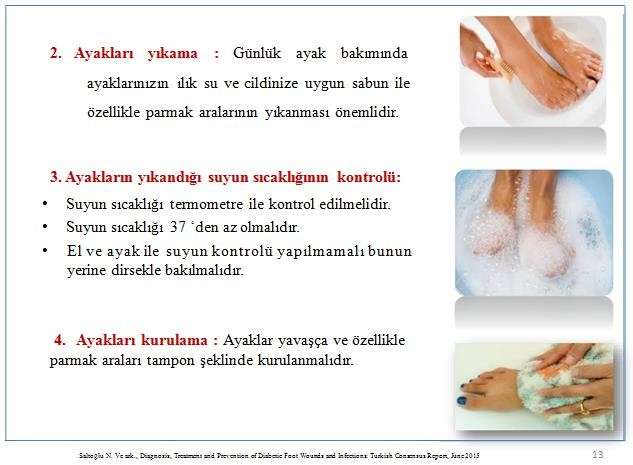 2. Ayakları yıkama : Günlük ayak bakımında
ayaklarınızın ılık su ve cildinize uygun sabun ile
özellikle parmak aralarının yıkanması önemlidir.
3. Ayakların yıkandığı suyun sıcaklığının kontrolü:
• Suyun sıcaklığı termometre ile kontrol edilmelidir.
• Suyun sıcaklığı 37 ˚den az olmalıdır.
• El ve ayak ile suyun kontrolü yapılmamalı bunun
yerine dirsekle bakılmalıdır.
4. Ayakları kurulama : Ayaklar yavaşça ve özellikle
parmak araları tampon şeklinde kurulanmalıdır.
Saltoğlu N. Ve ark., Diagnosis, Treatment and Prevention of Diabetic Foot Wounds and Infections. Turkish Consensus Report, June 2015
13